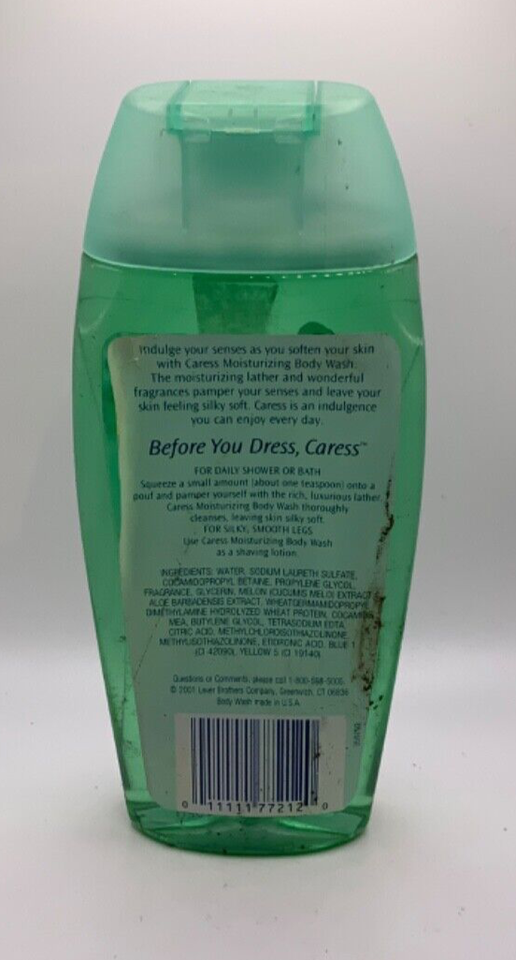 Indulge your senses as you soften your skin
with Caress Moisturizing Body Wash.
The moisturizing lather and wonderful
fragrances pamper your senses and leave your
skin feeling silky soft. Caress is an indulgence
you can enjoy every day.
Before You Dress, Caress™
FOR DAILY SHOWER OR BATH
Squeeze a small amount (about one teaspoon) onto a
pouf and pamper yourself with the rich, luxurious lather.
Caress Moisturizing Body Wash thoroughly
cleanses, leaving skin silky soft.
FOR SILKY, SMOOTH LEGS
Use Caress Moisturizing Body Wash
as a shaving lotion.
INGREDIENTS: WATER, SODIUM LAURETH SULFATE,
COCAMIDOPROPYL BETAINE, PROPYLENE GLYCOL,
FRAGRANCE, GLYCERIN, MELON (CUCUMIS MELO) EXTRACT,
ALOE BARBADENSIS EXTRACT, WHEATGERMAMIDOPROPYL
DIMETHYLAMINE HYDROLYZED WHEAT PROTEIN, COCAMIDE
MEA, BUTYLENE GLYCOL, TETRASODIUM EDTA,
CITRIC ACID, METHYLCHLOROISOTHIAZOLINONE,
METHYLISOTHIAZOLINONE, ETIDRONIC ACID, BLUE 1
(CI 42090), YELLOW 5 (CI 19140)
Questions or Comments, please call 1-800-598-5005.
© 2001 Lever Brothers Company, Greenwich, CT 06836
Body Wash made in U.S.A.
0 11111 77212 0